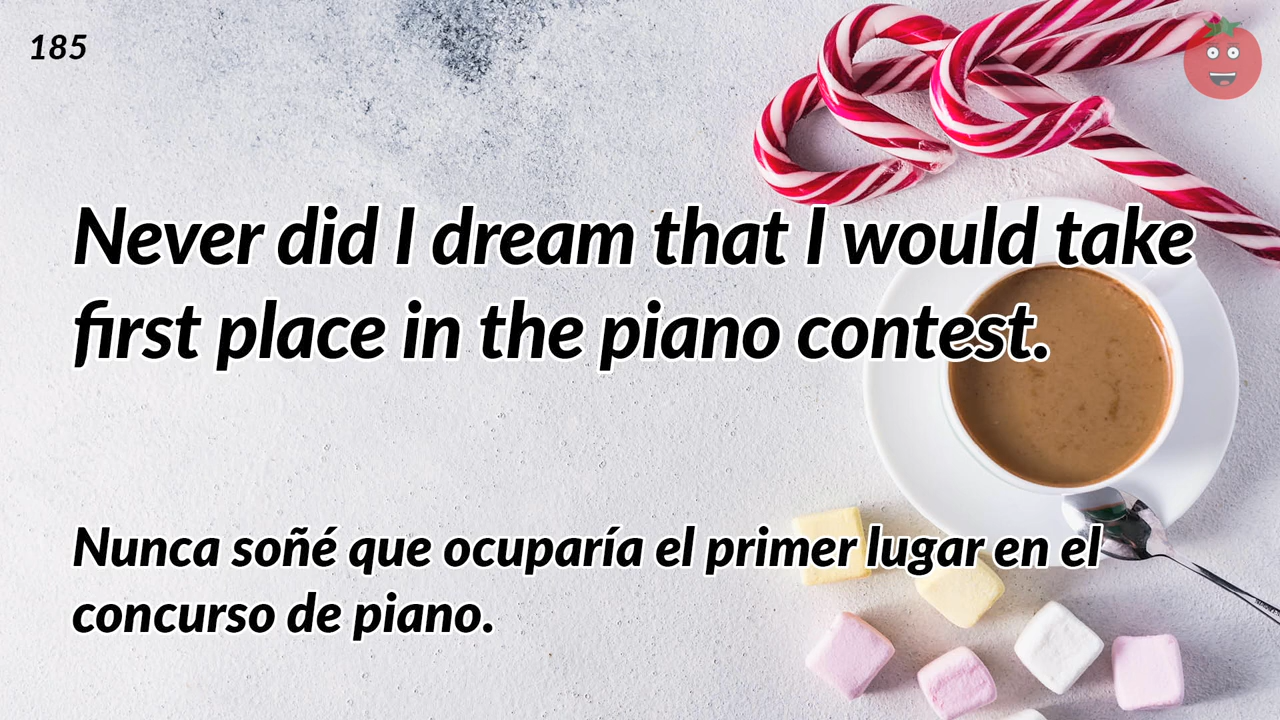 185
Never did I dream that I would take
first place in the piano contest.
Nunca soñé que ocuparía el primer lugar en el
concurso de piano.